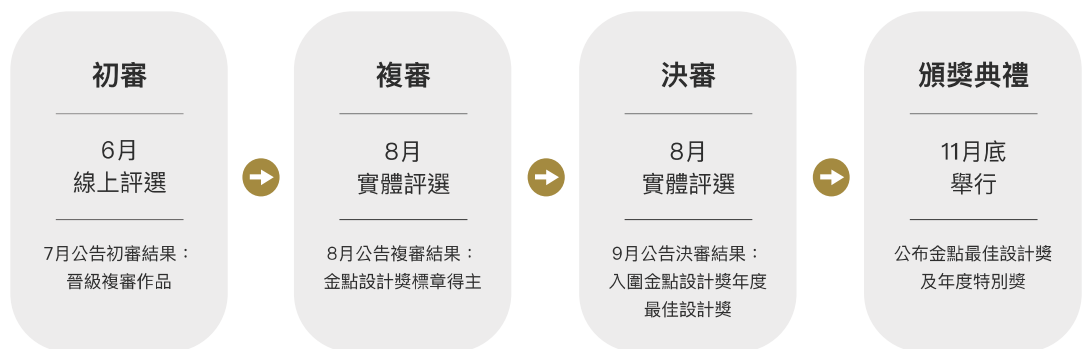 初審
6月
線上評選
7月公告初審結果：
晉級複審作品
複審
8月
實體評選
8月公告複審結果：
金點設計獎標章得主
決審
8月
實體評選
9月公告決審結果：
入圍金點設計獎年度
最佳設計獎
頒獎典禮
11月底
舉行
公布金點最佳設計獎
及年度特別獎